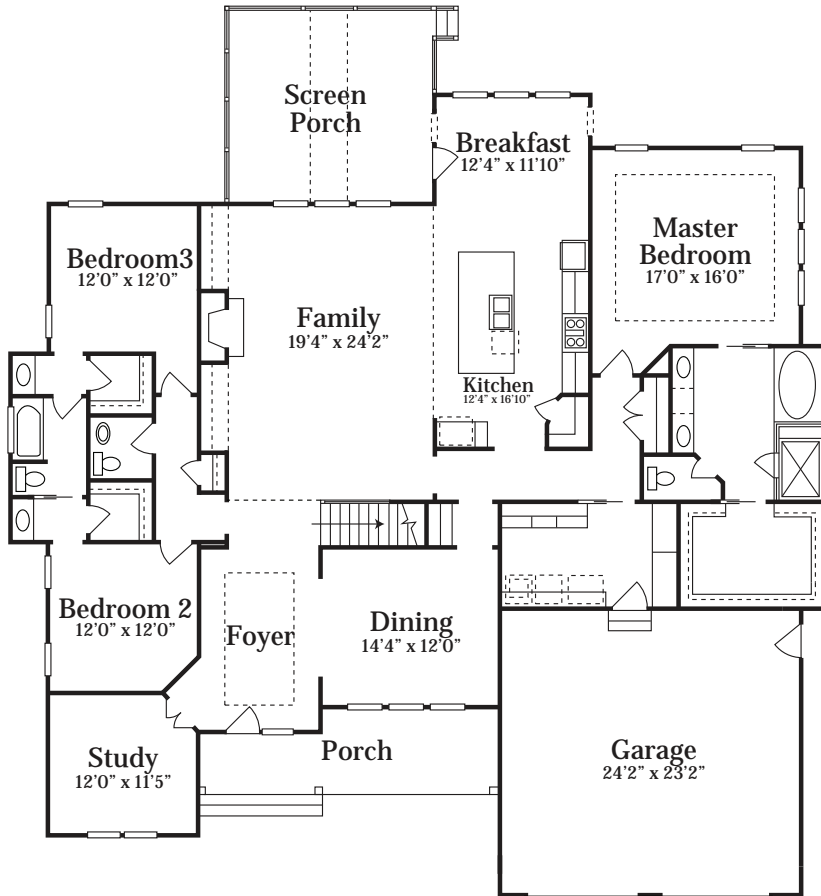 Screen
Porch
Breakfast
12'4" x 11'10"
Master
Bedroom
17'0" x 16'0"
Bedroom3
12'0" x 12'0"
Family
19'4" x 24'2"
Kitchen
12'4" x 16'10"
Bedroom 2
12'0" x 12'0"
Foyer
Dining
14'4" x 12'0"
Study
12'0" x 11'5"
Porch
Garage
24'2" x 23'2"